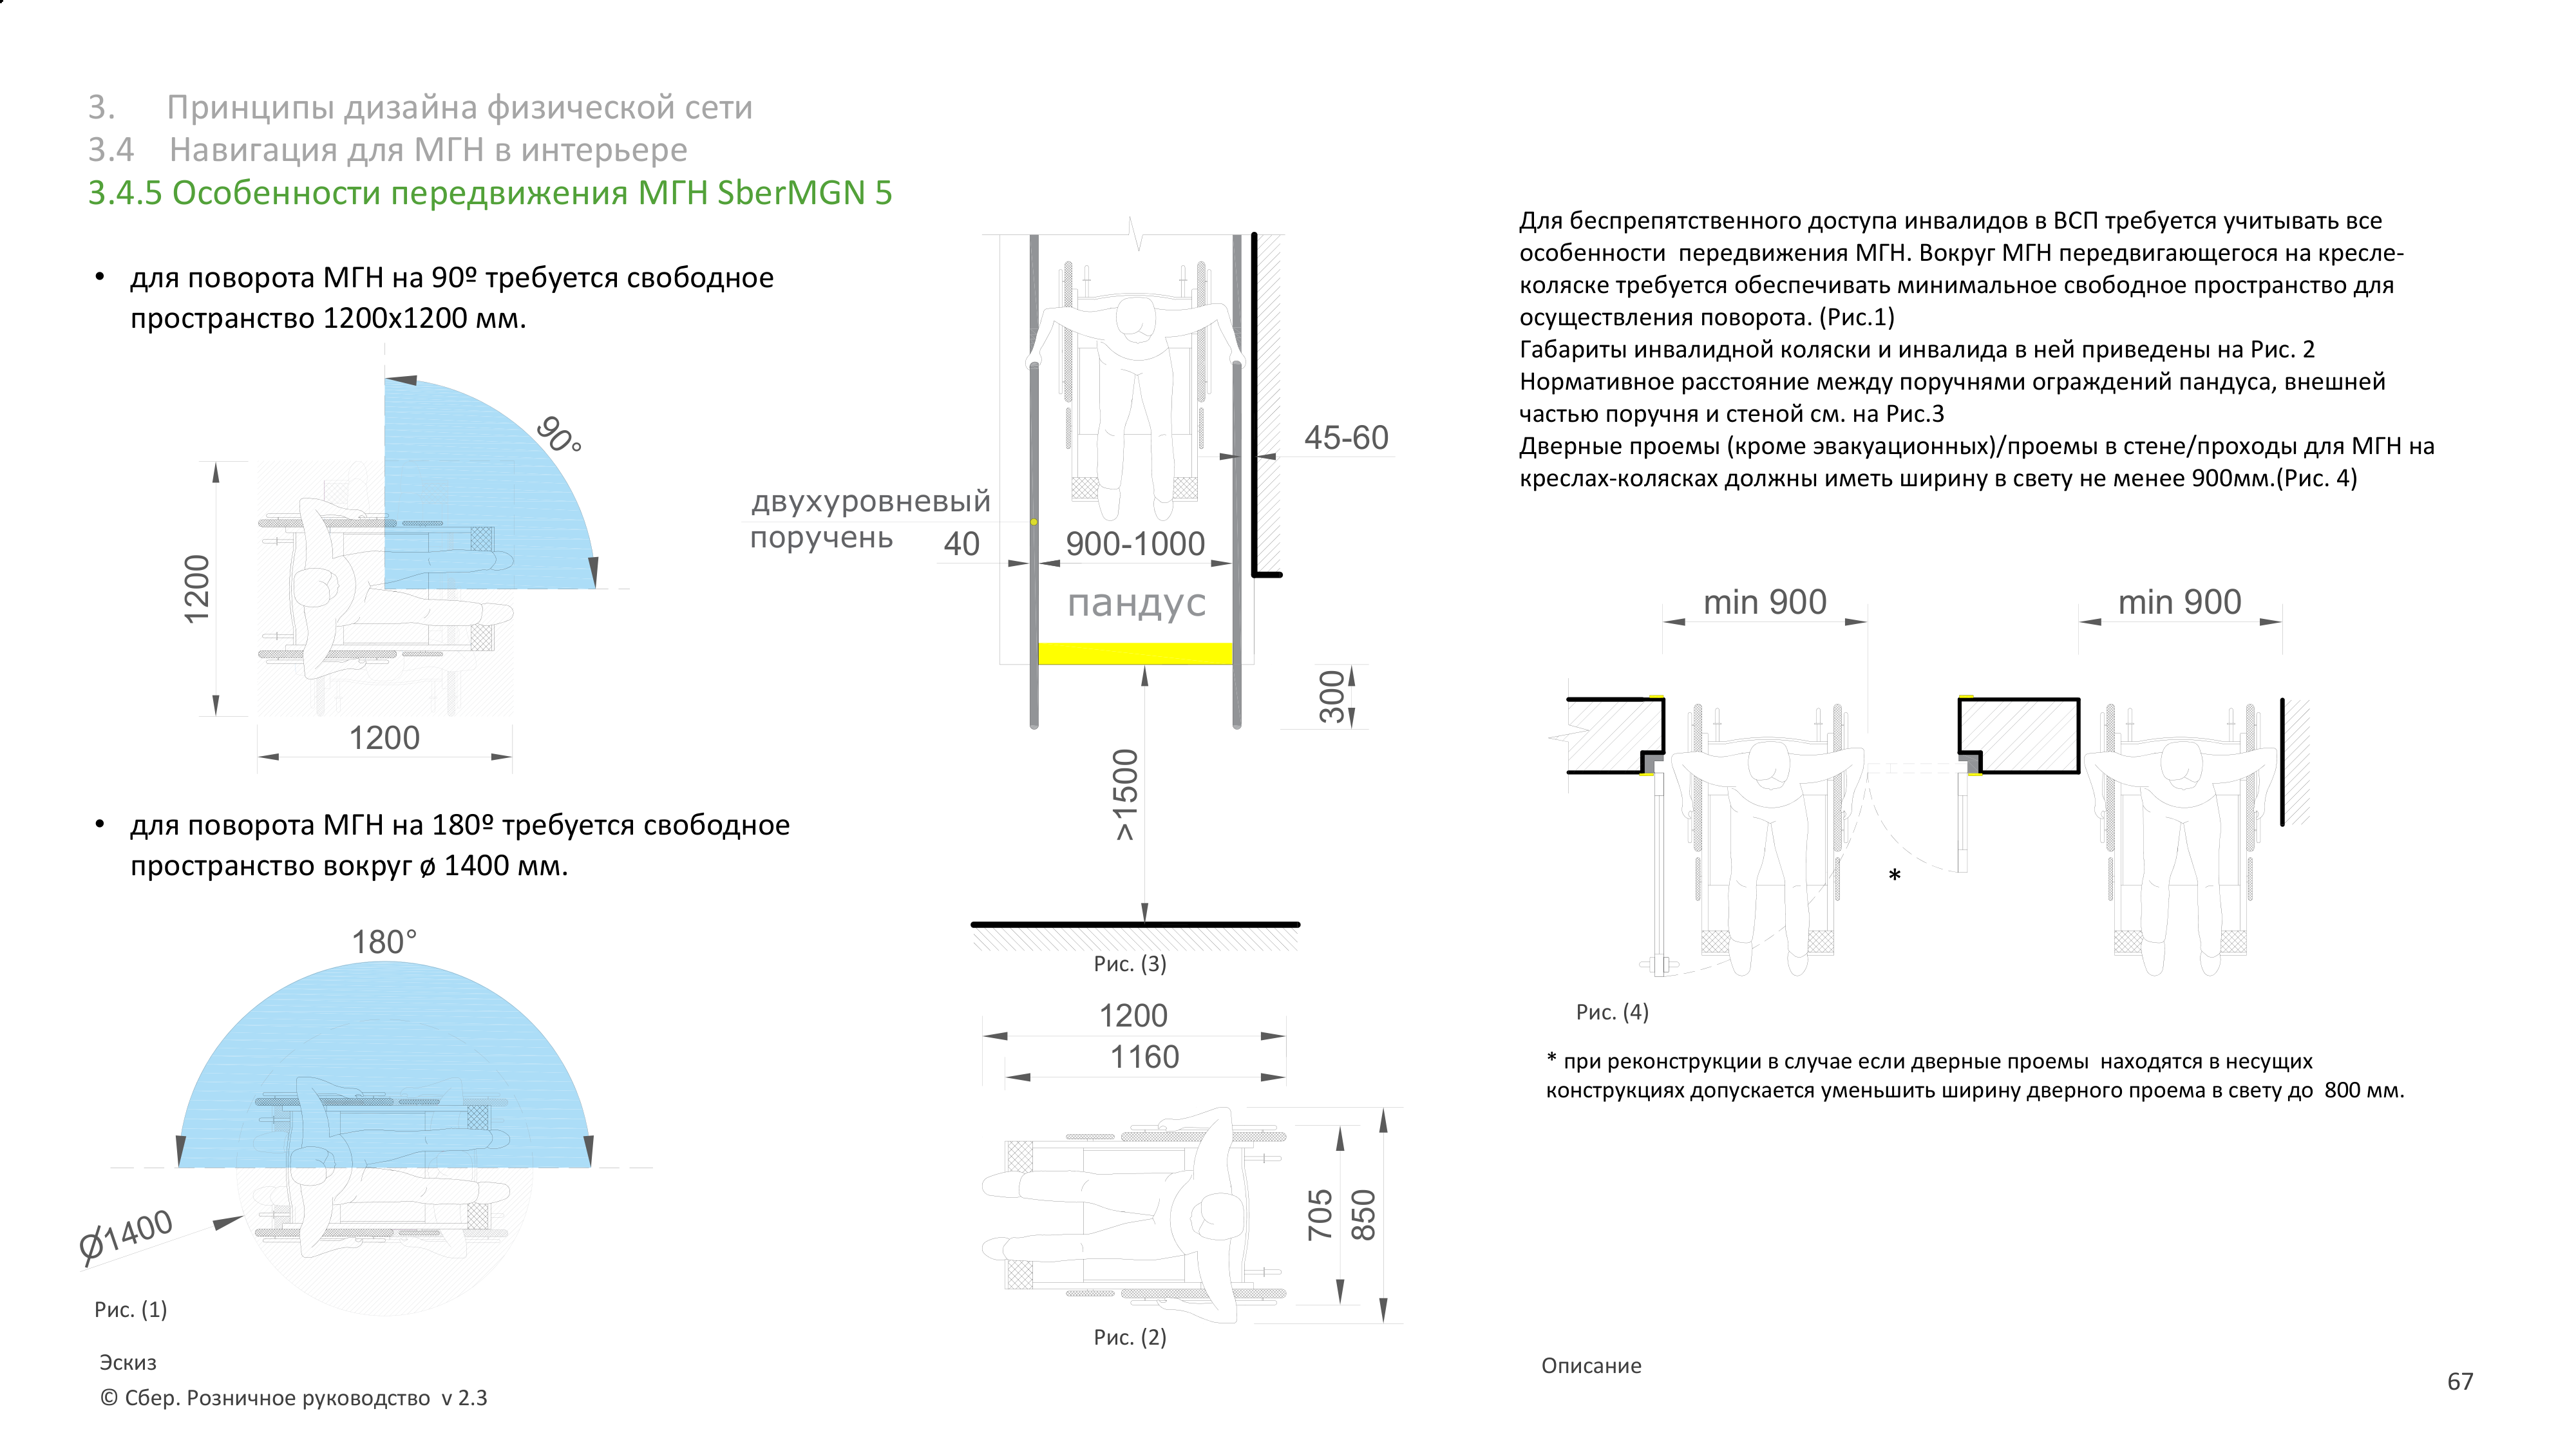 3. Принципы дизайна физической сети
3.4 Навигация для МГН в интерьере
3.4.5 Особенности передвижения МГН SberMGN 5
• для поворота МГН на 90º требуется свободное
пространство 1200х1200 мм.
90°
1200
1200
• для поворота МГН на 180º требуется свободное
пространство вокруг ø 1400 мм.
180°
Ø1400
Рис. (1)
45-60
двухуровневый
поручень
40
900-1000
пандус
300
>1500
Рис. (3)
1200
1160
705
850
Рис. (2)
Для беспрепятственного доступа инвалидов в ВСП требуется учитывать все
особенности передвижения МГН. Вокруг МГН передвигающегося на кресле-
коляске требуется обеспечивать минимальное свободное пространство для
осуществления поворота. (Рис.1)
Габариты инвалидной коляски и инвалида в ней приведены на Рис. 2
Нормативное расстояние между поручнями ограждений пандуса, внешней
частью поручня и стеной см. на Рис.3
Дверные проемы (кроме эвакуационных)/проемы в стене/проходы для МГН на
креслах-колясках должны иметь ширину в свету не менее 900мм.(Рис. 4)
min 900
min 900
*
Рис. (4)
* при реконструкции в случае если дверные проемы находятся в несущих
конструкциях допускается уменьшить ширину дверного проема в свету до 800 мм.
Эскиз
© Сбер. Розничное руководство v 2.3
Описание
67